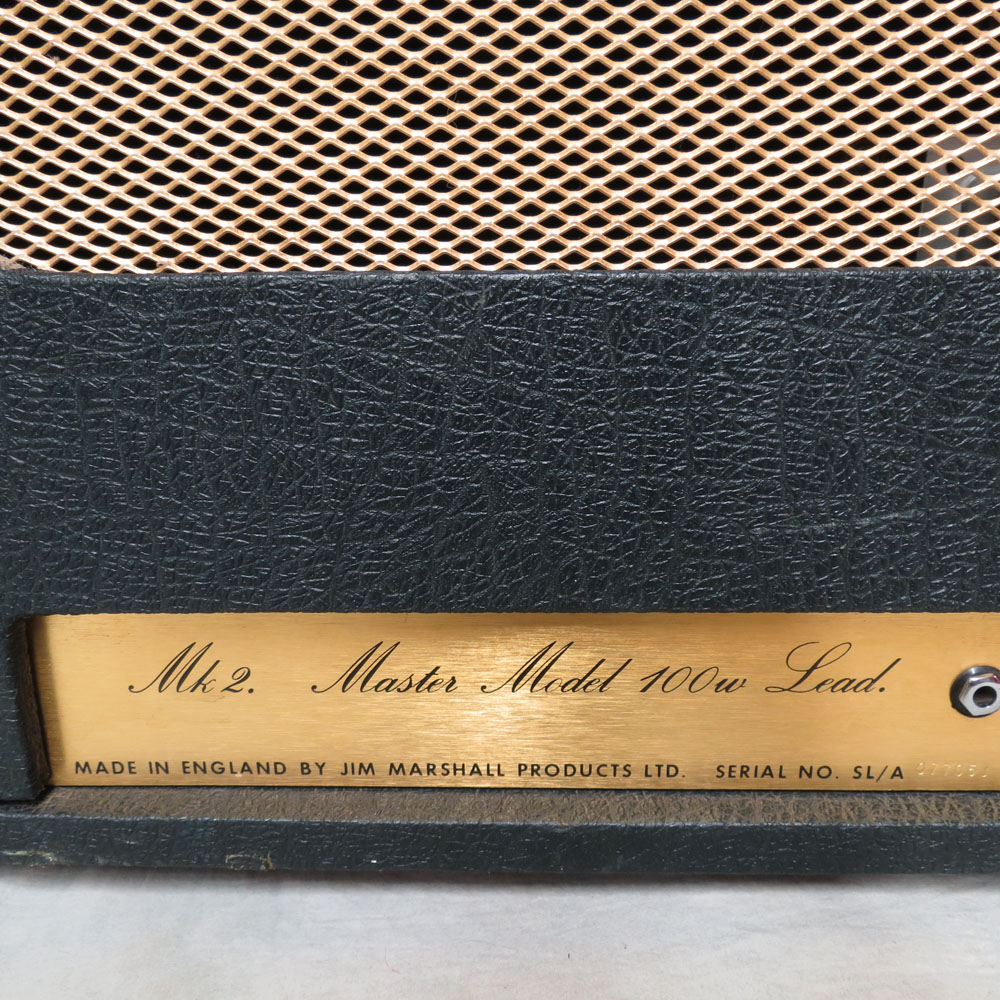 Mk 2. Master Model 100w Lead.
MADE IN ENGLAND BY JIM MARSHALL PRODUCTS LTD. SERIAL NO. SL/A